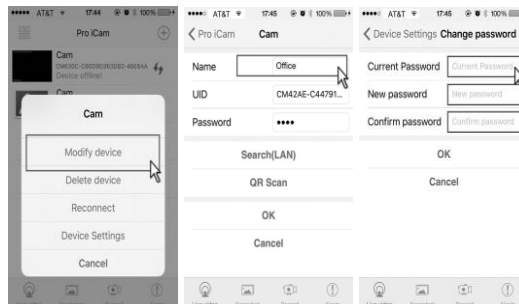 AT&T 17:44 100%
Pro iCam
Cam
Device offline!
Cam
Cam
Modify device
Delete device
Reconnect
Device Settings
Cancel
AT&T 17:45 100%
Pro iCam Cam
Name Office
UID CM42AE-C44791...
Password ••••
Search(LAN)
QR Scan
OK
Cancel
AT&T 17:45 100%
Device Settings Change password
Current Password Current Password
New password New password
Confirm password Confirm password
OK
Cancel